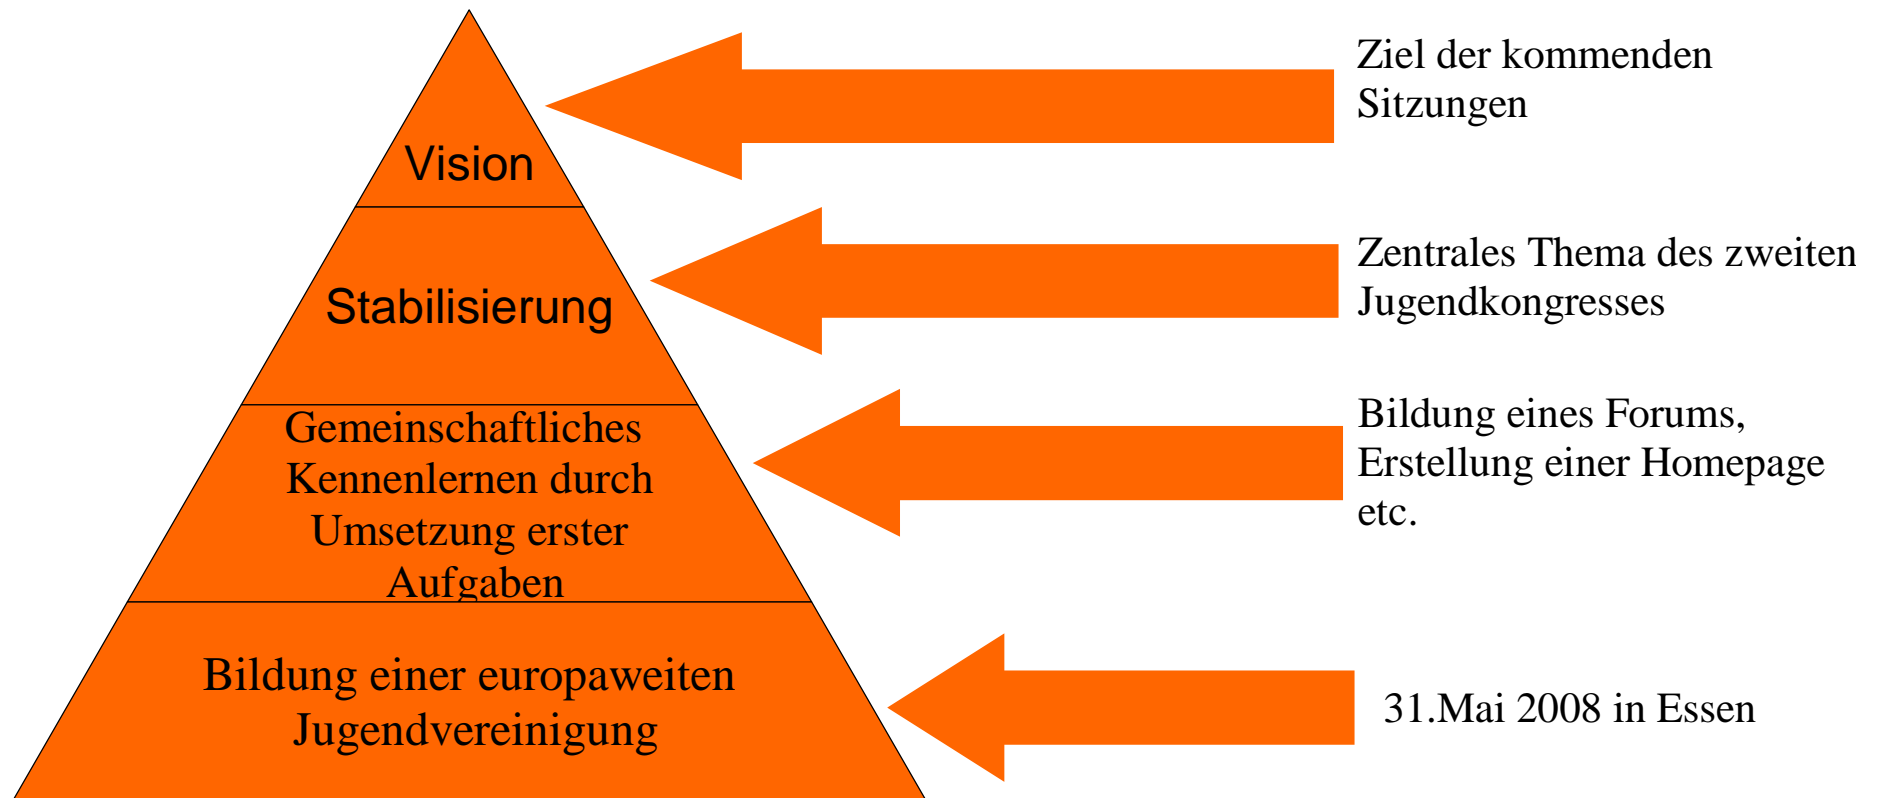 Vision
Ziel der kommenden
Sitzungen
Stabilisierung
Zentrales Thema des zweiten
Jugendkongresses
Gemeinschaftliches
Kennenlernen durch
Umsetzung erster
Aufgaben
Bildung eines Forums,
Erstellung einer Homepage
etc.
Bildung einer europaweiten
Jugendvereinigung
31.Mai 2008 in Essen